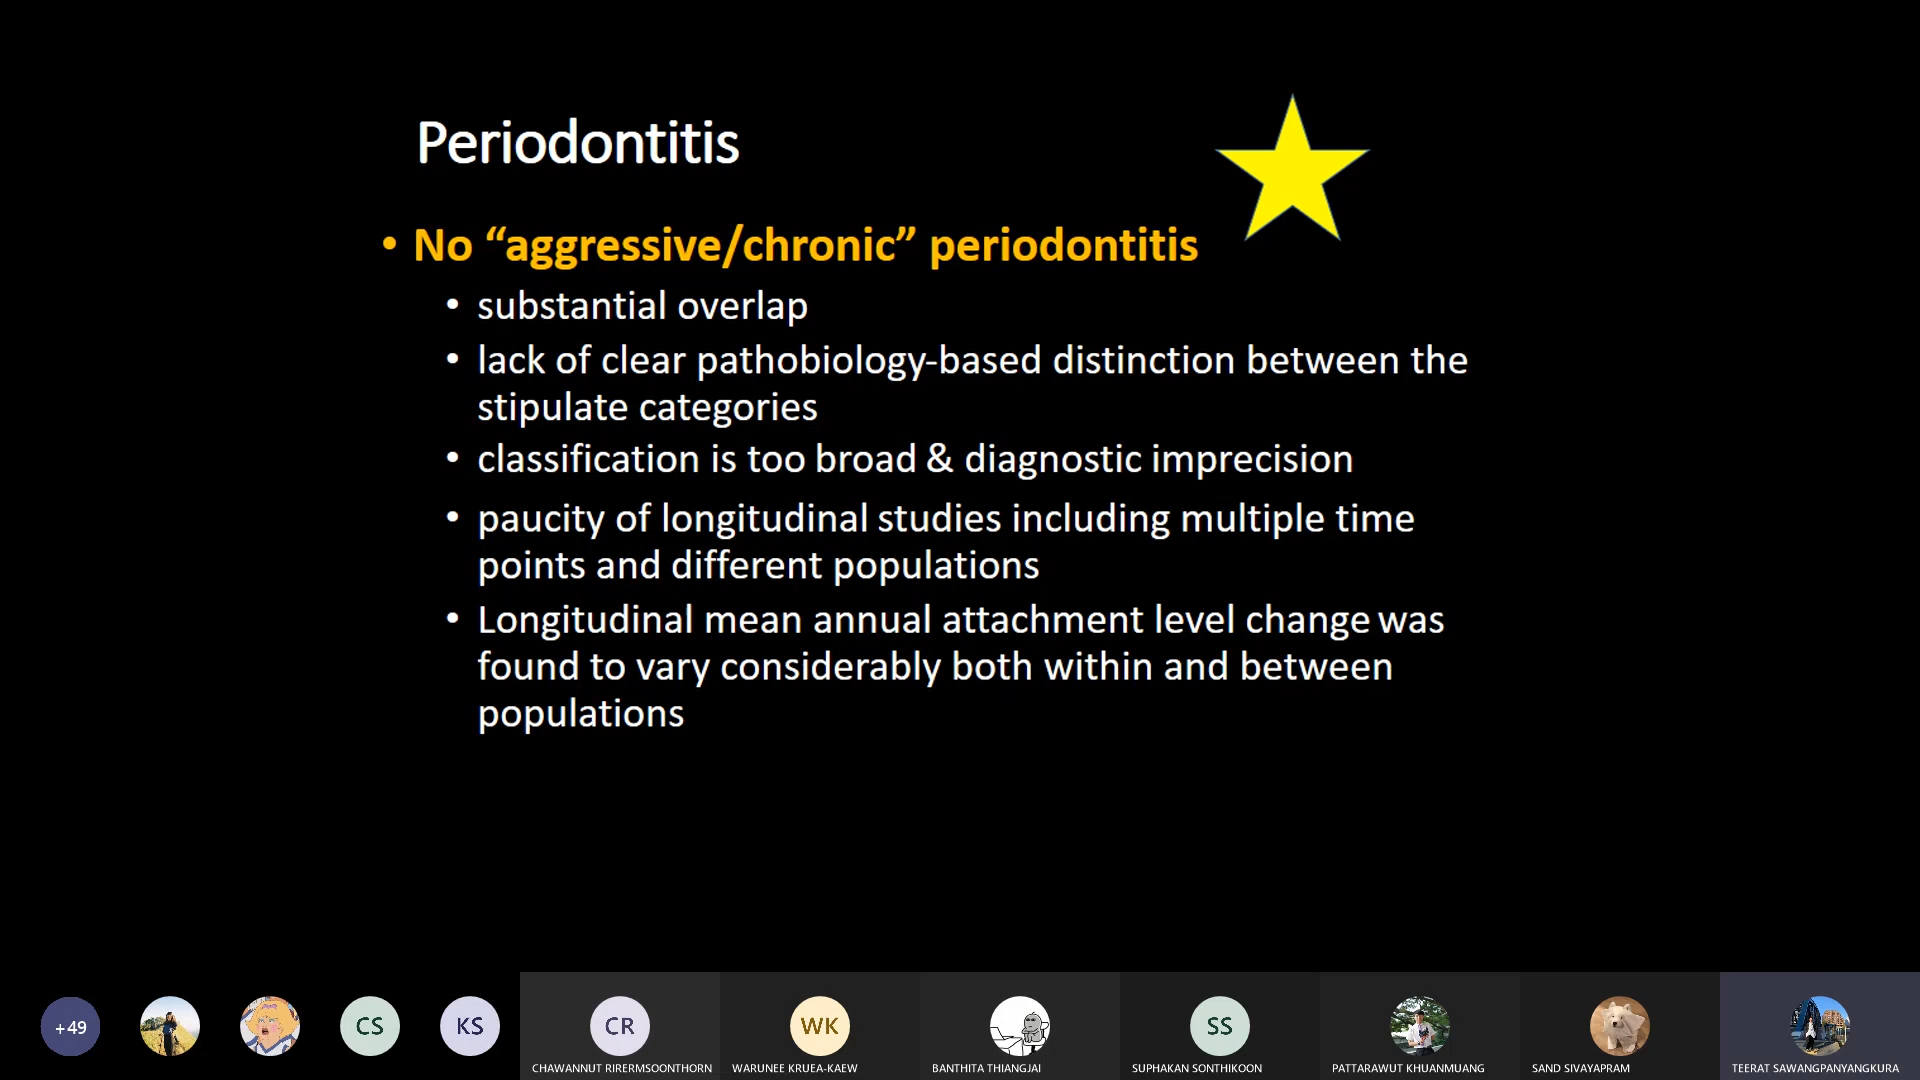 Periodontitis
• No “aggressive/chronic” periodontitis
• substantial overlap
• lack of clear pathobiology-based distinction between the
stipulate categories
• classification is too broad & diagnostic imprecision
• paucity of longitudinal studies including multiple time
points and different populations
• Longitudinal mean annual attachment level change was
found to vary considerably both within and between
populations
+49
CS
KS
CR
WK
SS
CHAWANNUT RIRERMSOONTHORN
WARUNEE KRUEA-KAEW
BANTHITA THIANGJAI
SUPHAKAN SONTHIKOON
PATTARAWUT KHUANMUANG
SAND SIVAYAPRAM
TEERAT SAWANGPANYANGKURA